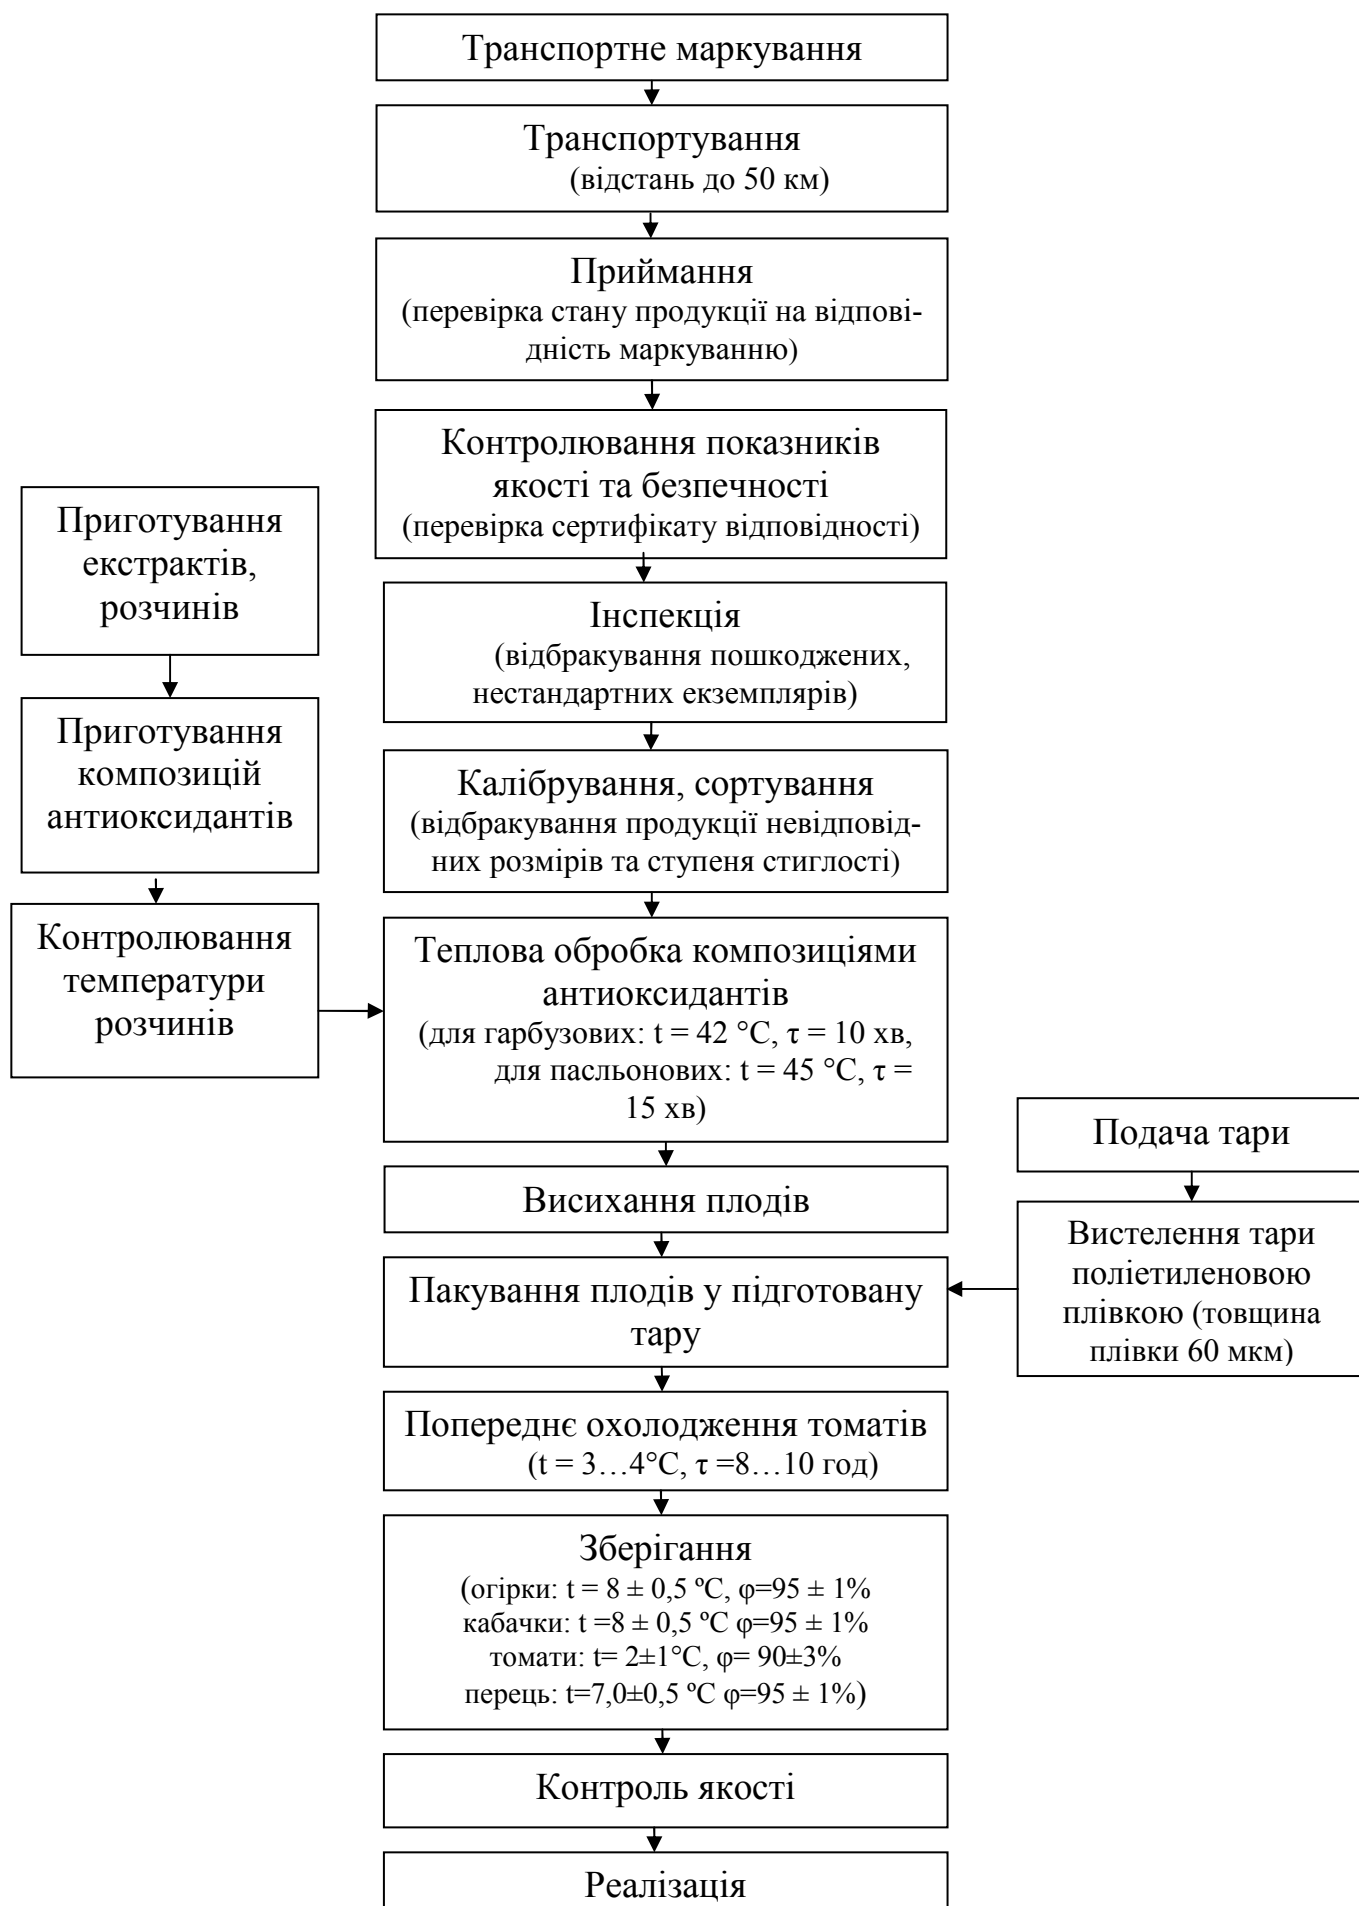 Транспортне маркування
Транспортування
(відстань до 50 км)
Приймання
(перевірка стану продукції на відпові-
дність маркуванню)
Контролювання показників
якості та безпечності
(перевірка сертифікату відповідності)
Приготування
екстрактів,
розчинів
Інспекція
(відбракування пошкоджених,
нестандартних екземплярів)
Приготування
композицій
антиоксидантів
Калібрування, сортування
(відбракування продукції невідповід-
них розмірів та ступеня стиглості)
Контролювання
температури
розчинів
Теплова обробка композиціями
антиоксидантів
(для гарбузових: t = 42 °С, τ = 10 хв,
для пасльонових: t = 45 °С, τ =
15 хв)
Подача тари
Висихання плодів
Вистелення тари
поліетиленовою
плівкою (товщина
плівки 60 мкм)
Пакування плодів у підготовану
тару
Попереднє охолодження томатів
(t = 3…4°С, τ =8…10 год)
Зберігання
(огірки: t = 8 ± 0,5 ºС, φ=95 ± 1%
кабачки: t =8 ± 0,5 ºС φ=95 ± 1%
томати: t= 2±1°С, φ= 90±3%
перець: t=7,0±0,5 ºС φ=95 ± 1%)
Контроль якості
Реалізація